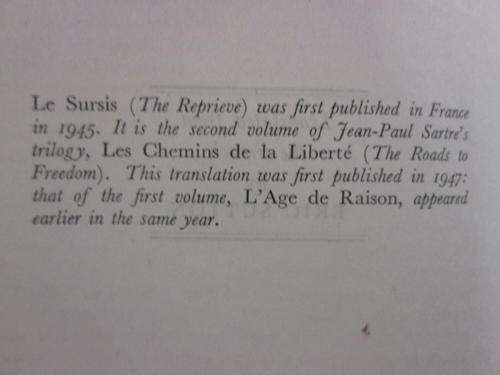 Le Sursis (The Reprieve) was first published in France
in 1945. It is the second volume of Jean-Paul Sartre's
trilogy, Les Chemins de la Liberté (The Roads to
Freedom). This translation was first published in 1947:
that of the first volume, L'Age de Raison, appeared
earlier in the same year.